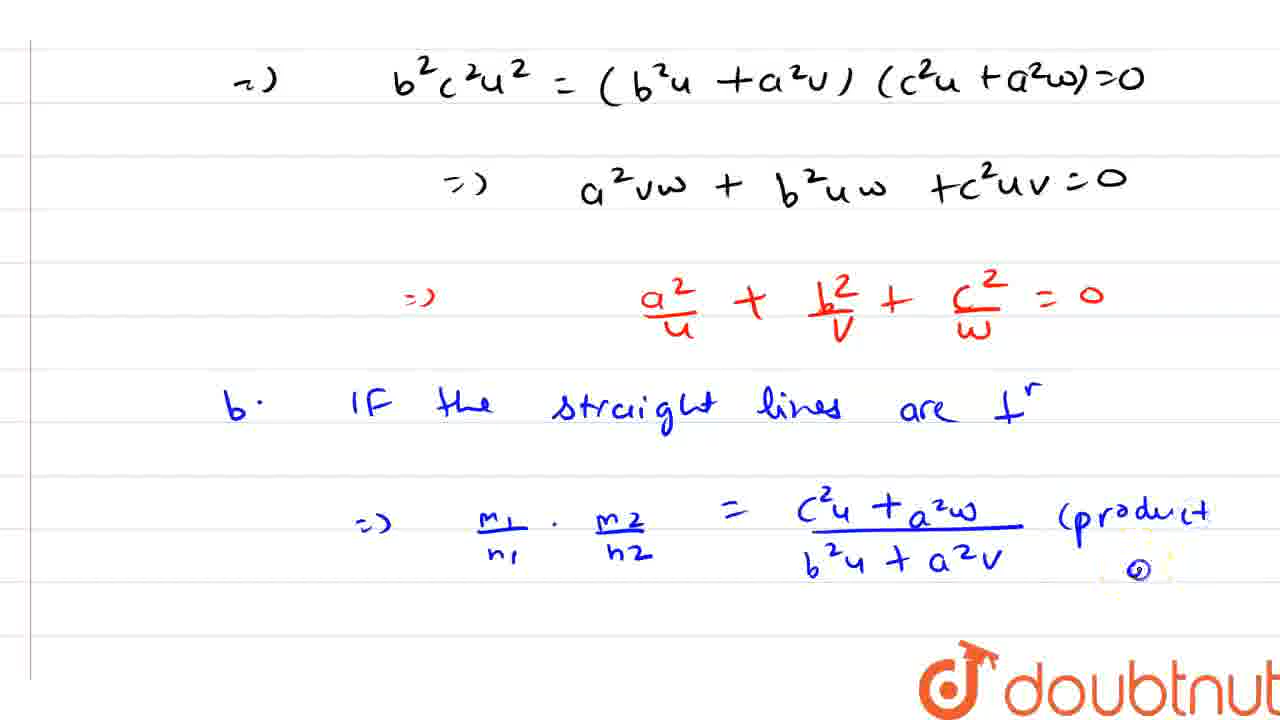 =) b²c²u² = (b²u + a²v) (c²u + a²w) = 0
=) a²vw + b²uw + c²uv = 0
=) a²/u + b²/v + c²/w = 0
b. IF the straight lines are ⊥r
=) m1/n1 . m2/n2 = c²u + a²w / b²u + a²v (product
o
doubtnut